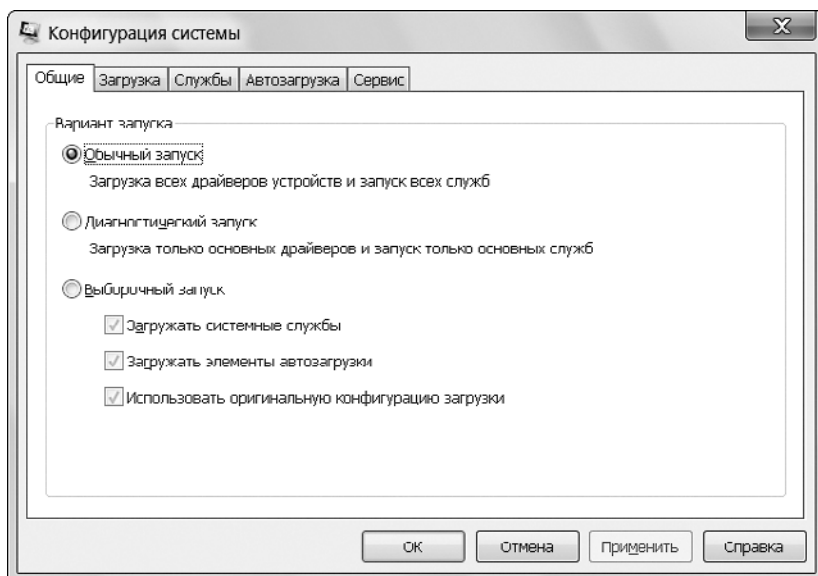 Конфигурация системы
Общие Загрузка Службы Автозагрузка Сервис
Вариант запуска
Обычный запуск
Загрузка всех драйверов устройств и запуск всех служб
Диагностический запуск
Загрузка только основных драйверов и запуск только основных служб
Выборочный запуск
Загружать системные службы
Загружать элементы автозагрузки
Использовать оригинальную конфигурацию загрузки
ОК Отмена Применить Справка